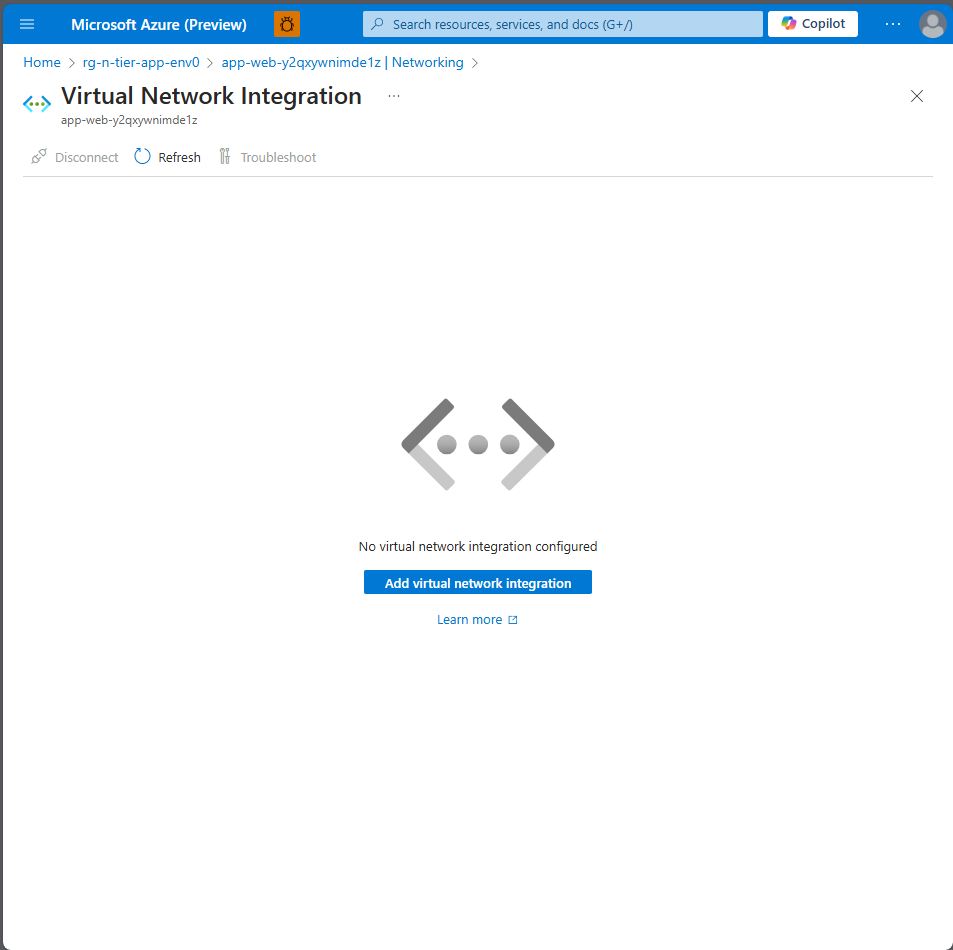 Microsoft Azure (Preview)
Search resources, services, and docs (G+/)
Copilot
Home > rg-n-tier-app-env0 > app-web-y2qxywnimde1z | Networking >
Virtual Network Integration
app-web-y2qxywnimde1z
Disconnect Refresh Troubleshoot
No virtual network integration configured
Add virtual network integration
Learn more